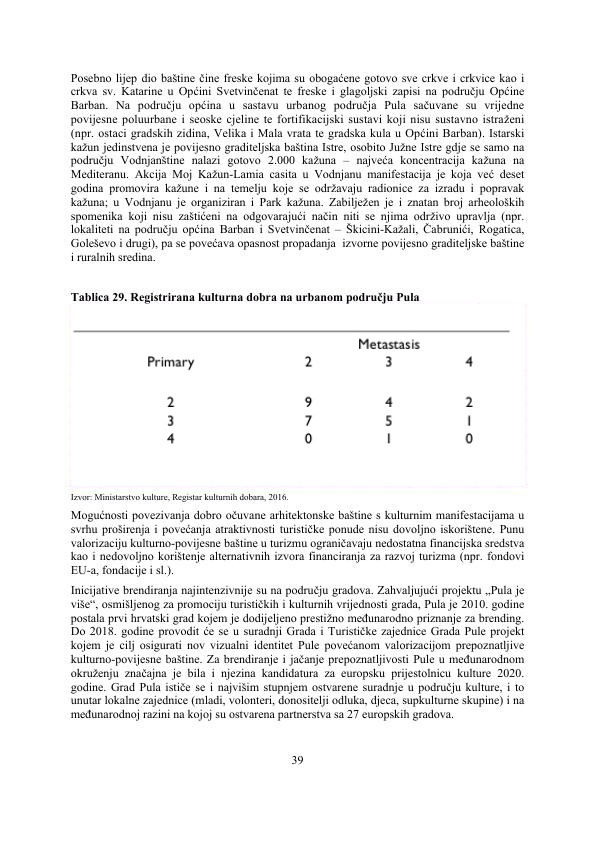 Posebno lijep dio baštine čine freske kojima su obogaćene gotovo sve crkve i crkvice kao i
crkva sv. Katarine u Općini Svetvinčenat te freske i glagoljski zapisi na području Općine
Barban. Na području općina u sastavu urbanog područja Pula sačuvane su vrijedne
povijesne poluurbane i seoske cjeline te fortifikacijski sustavi koji nisu sustavno istraženi
(npr. ostaci gradskih zidina, Velika i Mala vrata te gradska kula u Općini Barban). Istarski
kažun jedinstvena je povijesno graditeljska baština Istre, osobito Južne Istre gdje se samo na
području Vodnjanštine nalazi gotovo 2.000 kažuna – najveća koncentracija kažuna na
Mediteranu. Akcija Moj Kažun-Lamia casita u Vodnjanu manifestacija je koja već deset
godina promovira kažune i na temelju koje se održavaju radionice za izradu i popravak
kažuna; u Vodnjanu je organiziran i Park kažuna. Zabilježen je i znatan broj arheoloških
spomenika koji nisu zaštićeni na odgovarajući način niti se njima održivo upravlja (npr.
lokaliteti na području općina Barban i Svetvinčenat – Škicini-Kažali, Čabrunići, Rogatica,
Goleševo i drugi), pa se povećava opasnost propadanja izvorne povijesno graditeljske baštine
i ruralnih sredina.
Tablica 29. Registrirana kulturna dobra na urbanom području Pula
Metastasis
Primary 2 3 4
2 9 4 2
3 7 5 1
4 0 1 0
Izvor: Ministarstvo kulture, Registar kulturnih dobara, 2016.
Mogućnosti povezivanja dobro očuvane arhitektonske baštine s kulturnim manifestacijama u
svrhu proširenja i povećanja atraktivnosti turističke ponude nisu dovoljno iskorištene. Punu
valorizaciju kulturno-povijesne baštine u turizmu ograničavaju nedostatna financijska sredstva
kao i nedovoljno korištenje alternativnih izvora financiranja za razvoj turizma (npr. fondovi
EU-a, fondacije i sl.).
Inicijative brendiranja najintenzivnije su na području gradova. Zahvaljujući projektu „Pula je
više“, osmišljenog za promociju turističkih i kulturnih vrijednosti grada, Pula je 2010. godine
postala prvi hrvatski grad kojem je dodijeljeno prestižno međunarodno priznanje za brending.
Do 2018. godine provodit će se u suradnji Grada i Turističke zajednice Grada Pule projekt
kojem je cilj osigurati nov vizualni identitet Pule povećanom valorizacijom prepoznatljive
kulturno-povijesne baštine. Za brendiranje i jačanje prepoznatljivosti Pule u međunarodnom
okruženju značajna je bila i njezina kandidatura za europsku prijestolnicu kulture 2020.
godine. Grad Pula ističe se i najvišim stupnjem ostvarene suradnje u području kulture, i to
unutar lokalne zajednice (mladi, volonteri, donositelji odluka, djeca, supkulturne skupine) i na
međunarodnoj razini na kojoj su ostvarena partnerstva sa 27 europskih gradova.
39